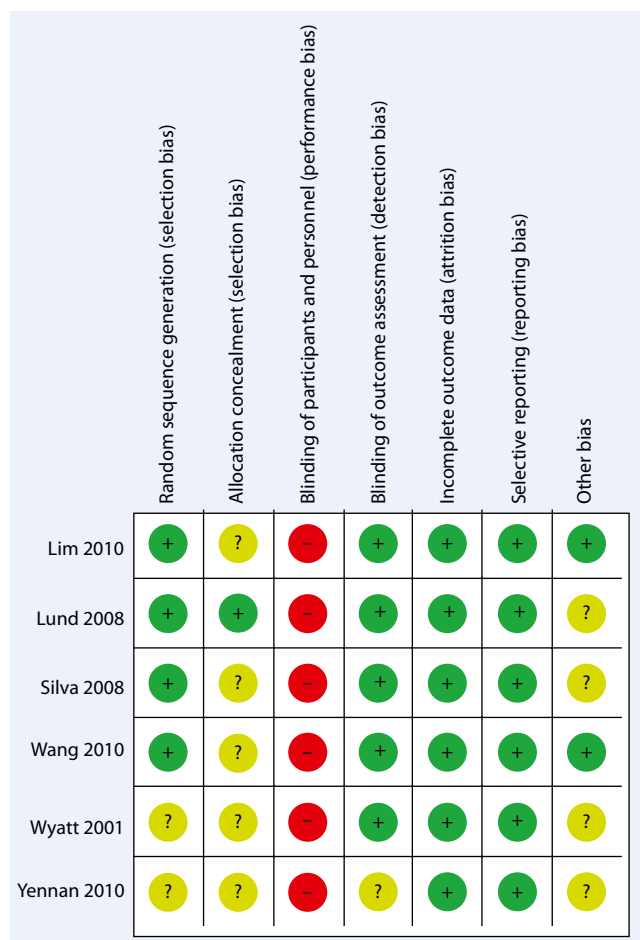 Random sequence generation (selection bias)
Allocation concealment (selection bias)
Blinding of participants and personnel (performance bias)
Blinding of outcome assessment (detection bias)
Incomplete outcome data (attrition bias)
Selective reporting (reporting bias)
Other bias
Lim 2010 + ? – + + + +
Lund 2008 + + – + + + ?
Silva 2008 + ? – + + + ?
Wang 2010 + ? – + + + +
Wyatt 2001 ? ? – + + + ?
Yennan 2010 ? ? – ? + + ?